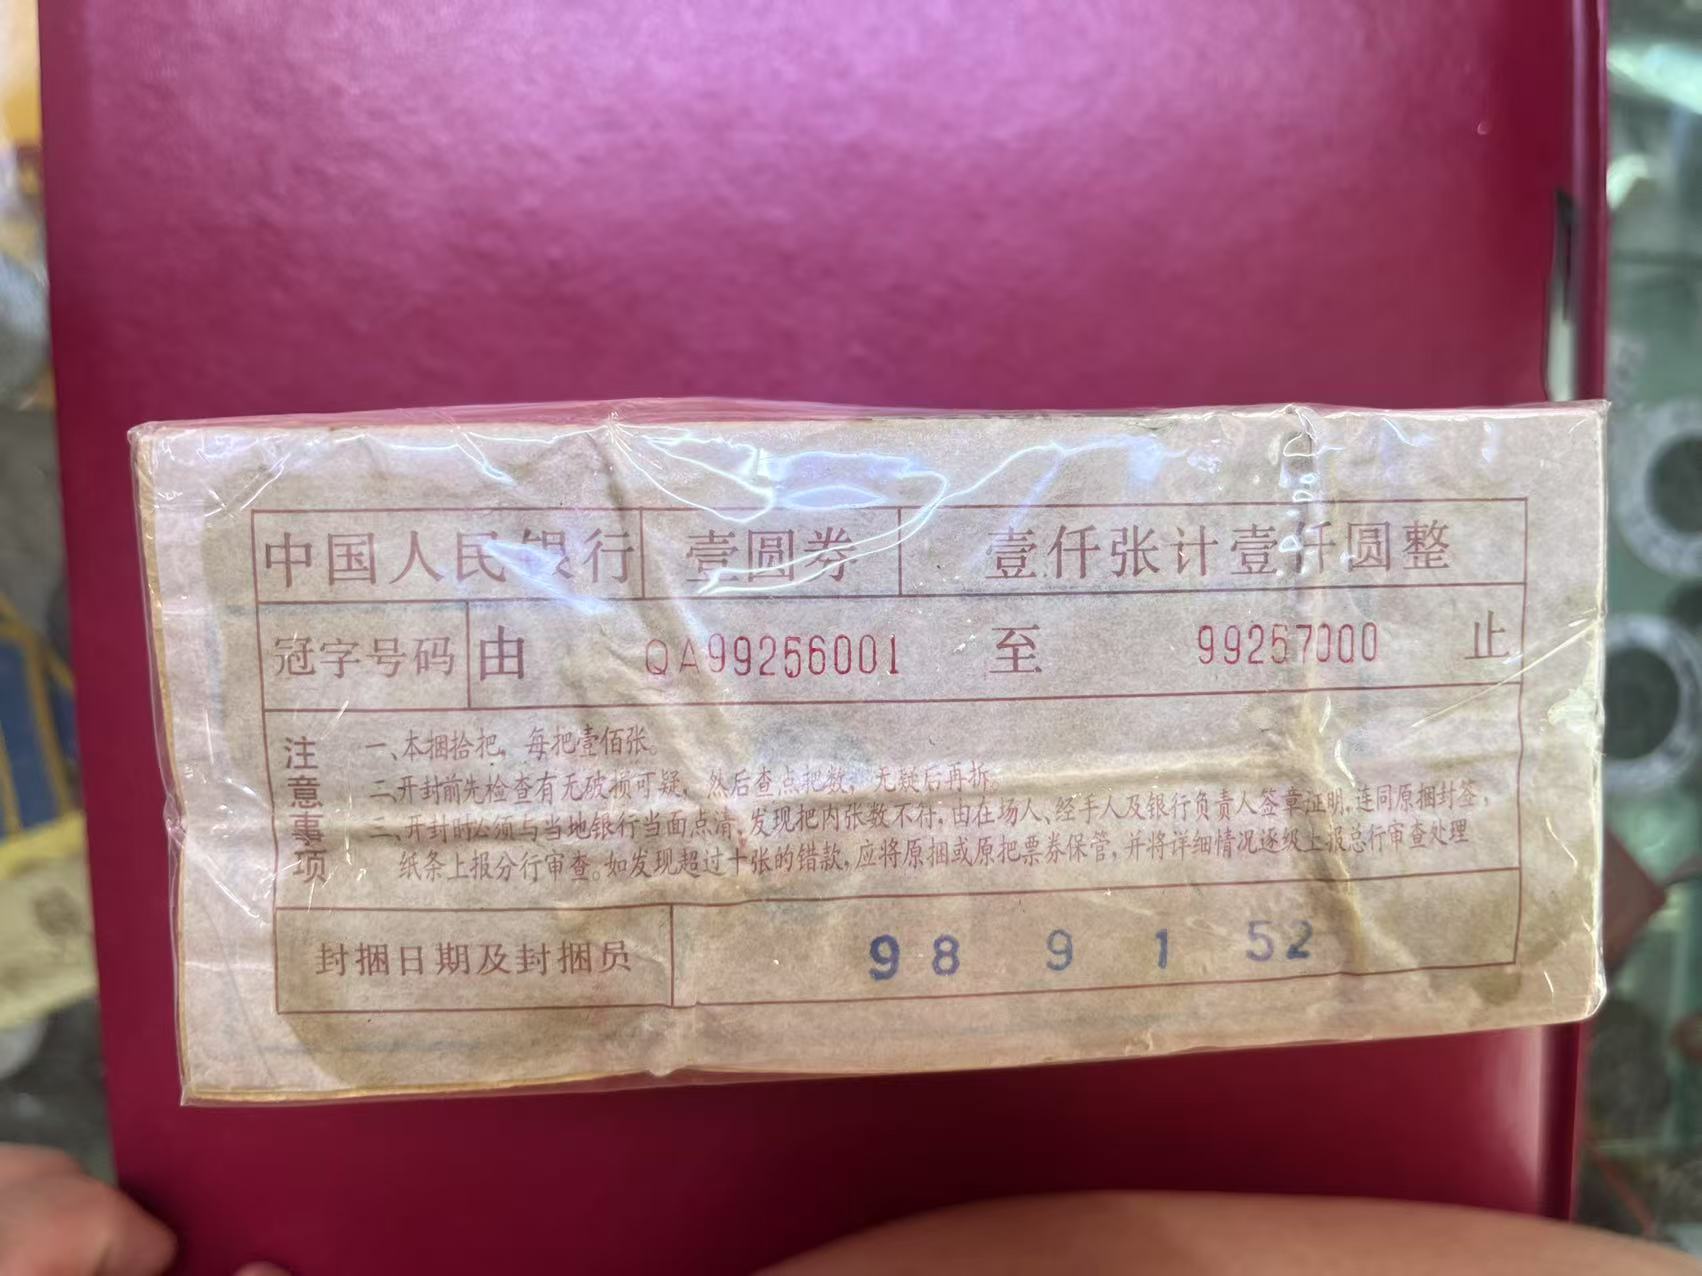 中国人民银行 壹圆券 壹仟张计壹仟圆整
冠字号码 由 QA99256001 至 99257000 止
注意事项
一、本捆拾把，每把壹佰张。
二、开封前先检查有无破损可疑，然后查点把数，无疑后再拆。
三、开封时必须与当地银行当面点清，发现把内张数不符，由在场人、经手人及银行负责人签章证明，连同原捆封签，
纸条上报分行审查。如发现超过十张的错款，应将原捆或原把票券保管，并将详细情况逐级上报总行审查处理
封捆日期及封捆员 98 9 1 52